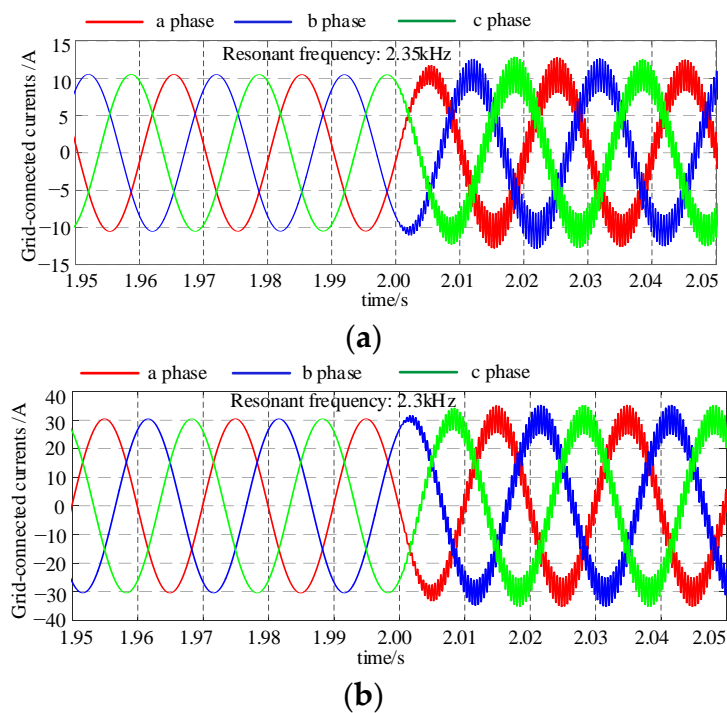 a phase b phase c phase
Resonant frequency: 2.35kHz
Grid-connected currents /A
15
10
5
0
−5
−10
−15
1.95 1.96 1.97 1.98 1.99 2.00 2.01 2.02 2.03 2.04 2.05
time/s
(a)
a phase b phase c phase
Resonant frequency: 2.3kHz
Grid-connected currents /A
40
30
20
10
0
−10
−20
−30
−40
1.95 1.96 1.97 1.98 1.99 2.00 2.01 2.02 2.03 2.04 2.05
time/s
(b)